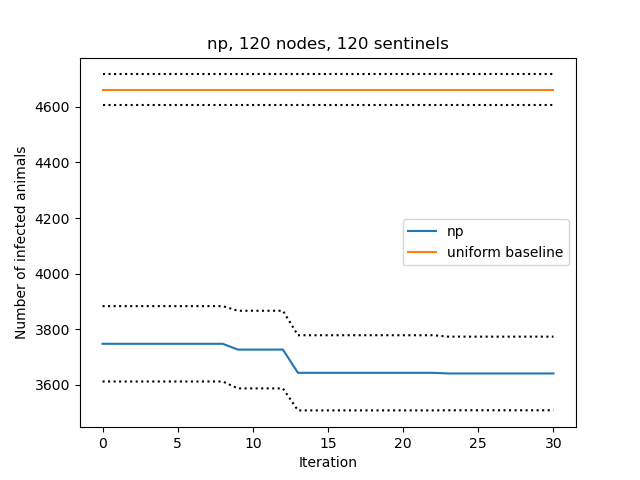 np, 120 nodes, 120 sentinels
Number of infected animals
4600
4400
4200
4000
3800
3600
np
uniform baseline
0 5 10 15 20 25 30
Iteration